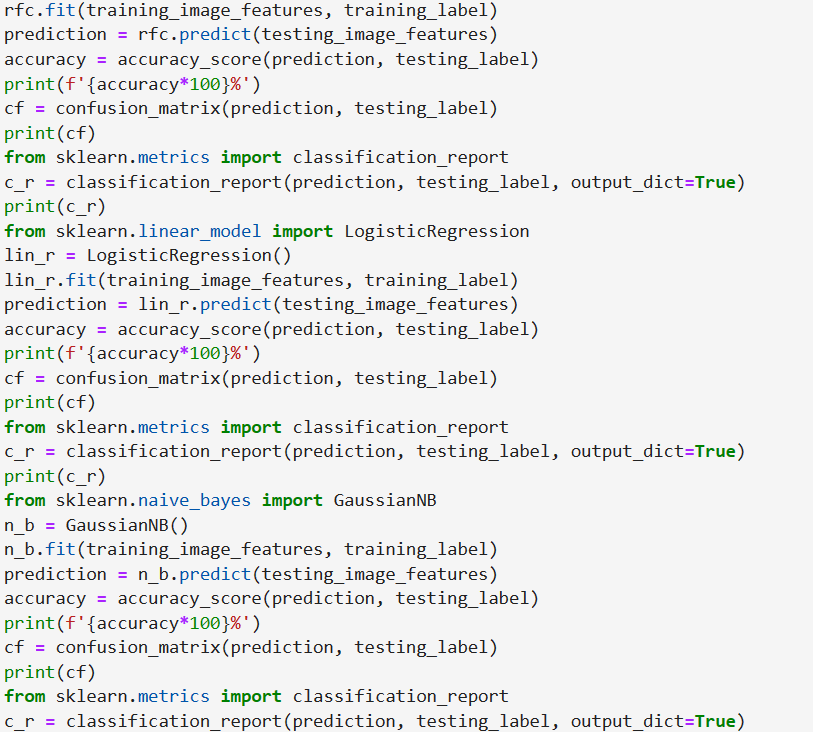 rfc.fit(training_image_features, training_label)
prediction = rfc.predict(testing_image_features)
accuracy = accuracy_score(prediction, testing_label)
print(f'{accuracy*100}%')
cf = confusion_matrix(prediction, testing_label)
print(cf)
from sklearn.metrics import classification_report
c_r = classification_report(prediction, testing_label, output_dict=True)
print(c_r)
from sklearn.linear_model import LogisticRegression
lin_r = LogisticRegression()
lin_r.fit(training_image_features, training_label)
prediction = lin_r.predict(testing_image_features)
accuracy = accuracy_score(prediction, testing_label)
print(f'{accuracy*100}%')
cf = confusion_matrix(prediction, testing_label)
print(cf)
from sklearn.metrics import classification_report
c_r = classification_report(prediction, testing_label, output_dict=True)
print(c_r)
from sklearn.naive_bayes import GaussianNB
n_b = GaussianNB()
n_b.fit(training_image_features, training_label)
prediction = n_b.predict(testing_image_features)
accuracy = accuracy_score(prediction, testing_label)
print(f'{accuracy*100}%')
cf = confusion_matrix(prediction, testing_label)
print(cf)
from sklearn.metrics import classification_report
c_r = classification_report(prediction, testing_label, output_dict=True)